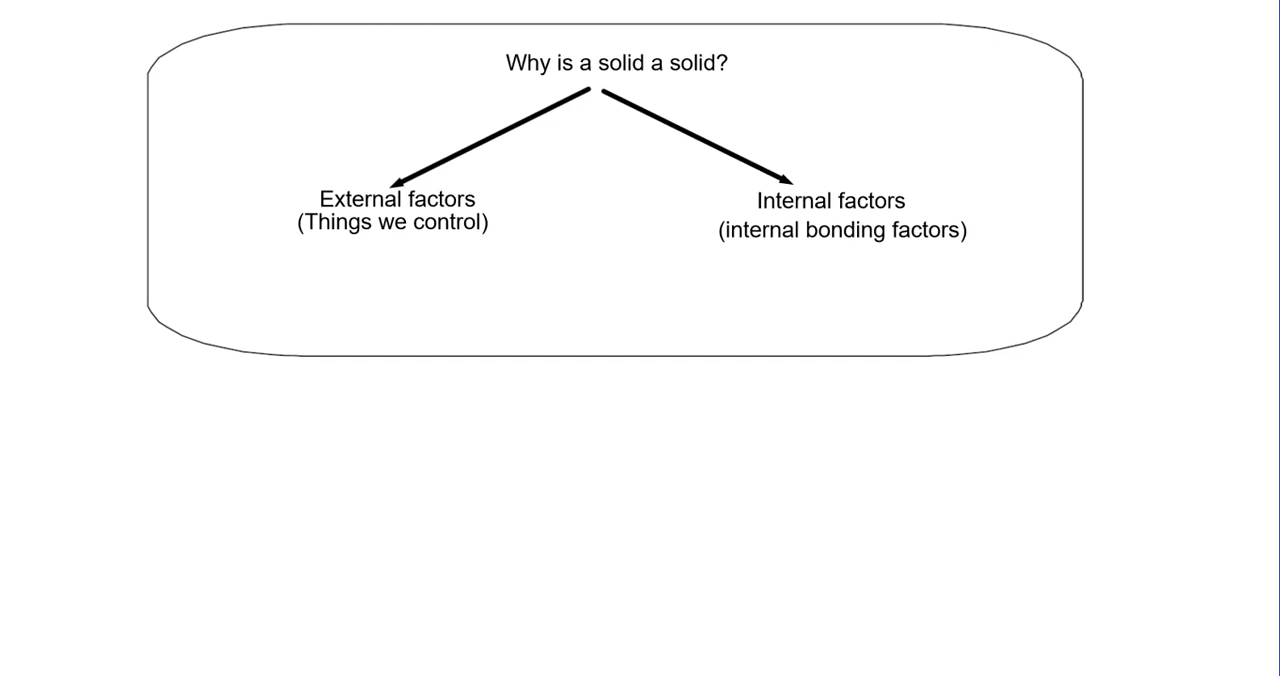 Why is a solid a solid?
External factors
(Things we control)
Internal factors
(internal bonding factors)